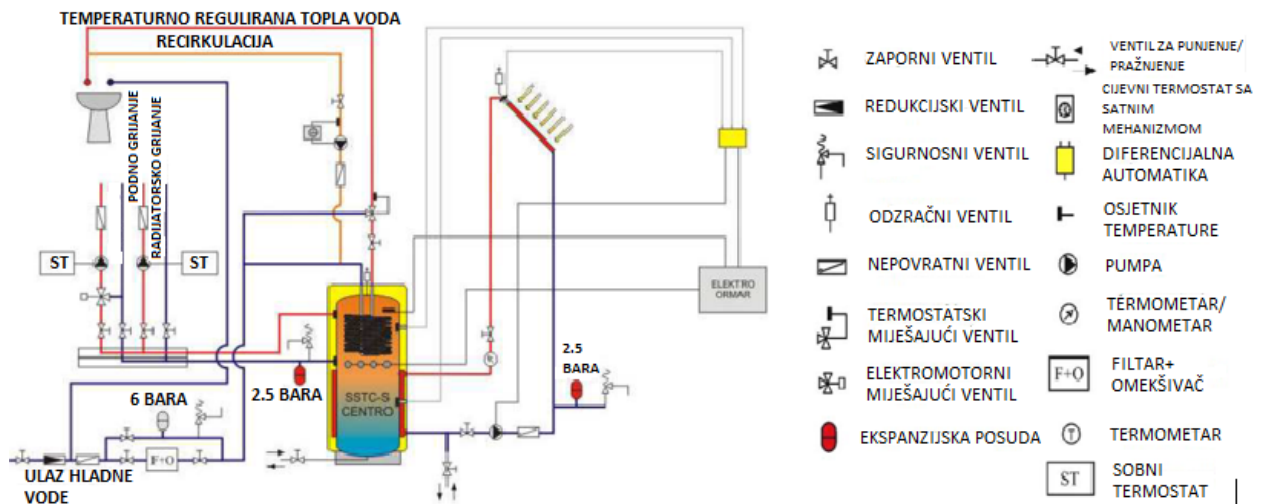 TEMPERATURNO REGULIRANA TOPLA VODA
RECIRKULACIJA
PODNO GRIJANJE
RADIJATORSKO GRIJANJE
ST
ST
ELEKTRO
ORMAR
SSTC-S
CENTRO
2.5 BARA
2.5
BARA
6 BARA
F+O
ULAZ HLADNE
VODE
ZAPORNI VENTIL
REDUKCIJSKI VENTIL
SIGURNOSNI VENTIL
ODZRAČNI VENTIL
NEPOVRATNI VENTIL
TERMOSTATSKI
MIJEŠAJUĆI VENTIL
ELEKTROMOTORNI
MIJEŠAJUĆI VENTIL
EKSPANZIJSKA POSUDA
VENTIL ZA PUNJENJE/
PRAŽNJENJE
CIJEVNI TERMOSTAT SA
SATNIM
MEHANIZMOM
DIFERENCIJALNA
AUTOMATIKA
OSJETNIK
TEMPERATURE
PUMPA
TERMOMETAR/
MANOMETAR
F+O
FILTAR+
OMEKŠIVAČ
T
TERMOMETAR
ST
SOBNI
TERMOSTAT